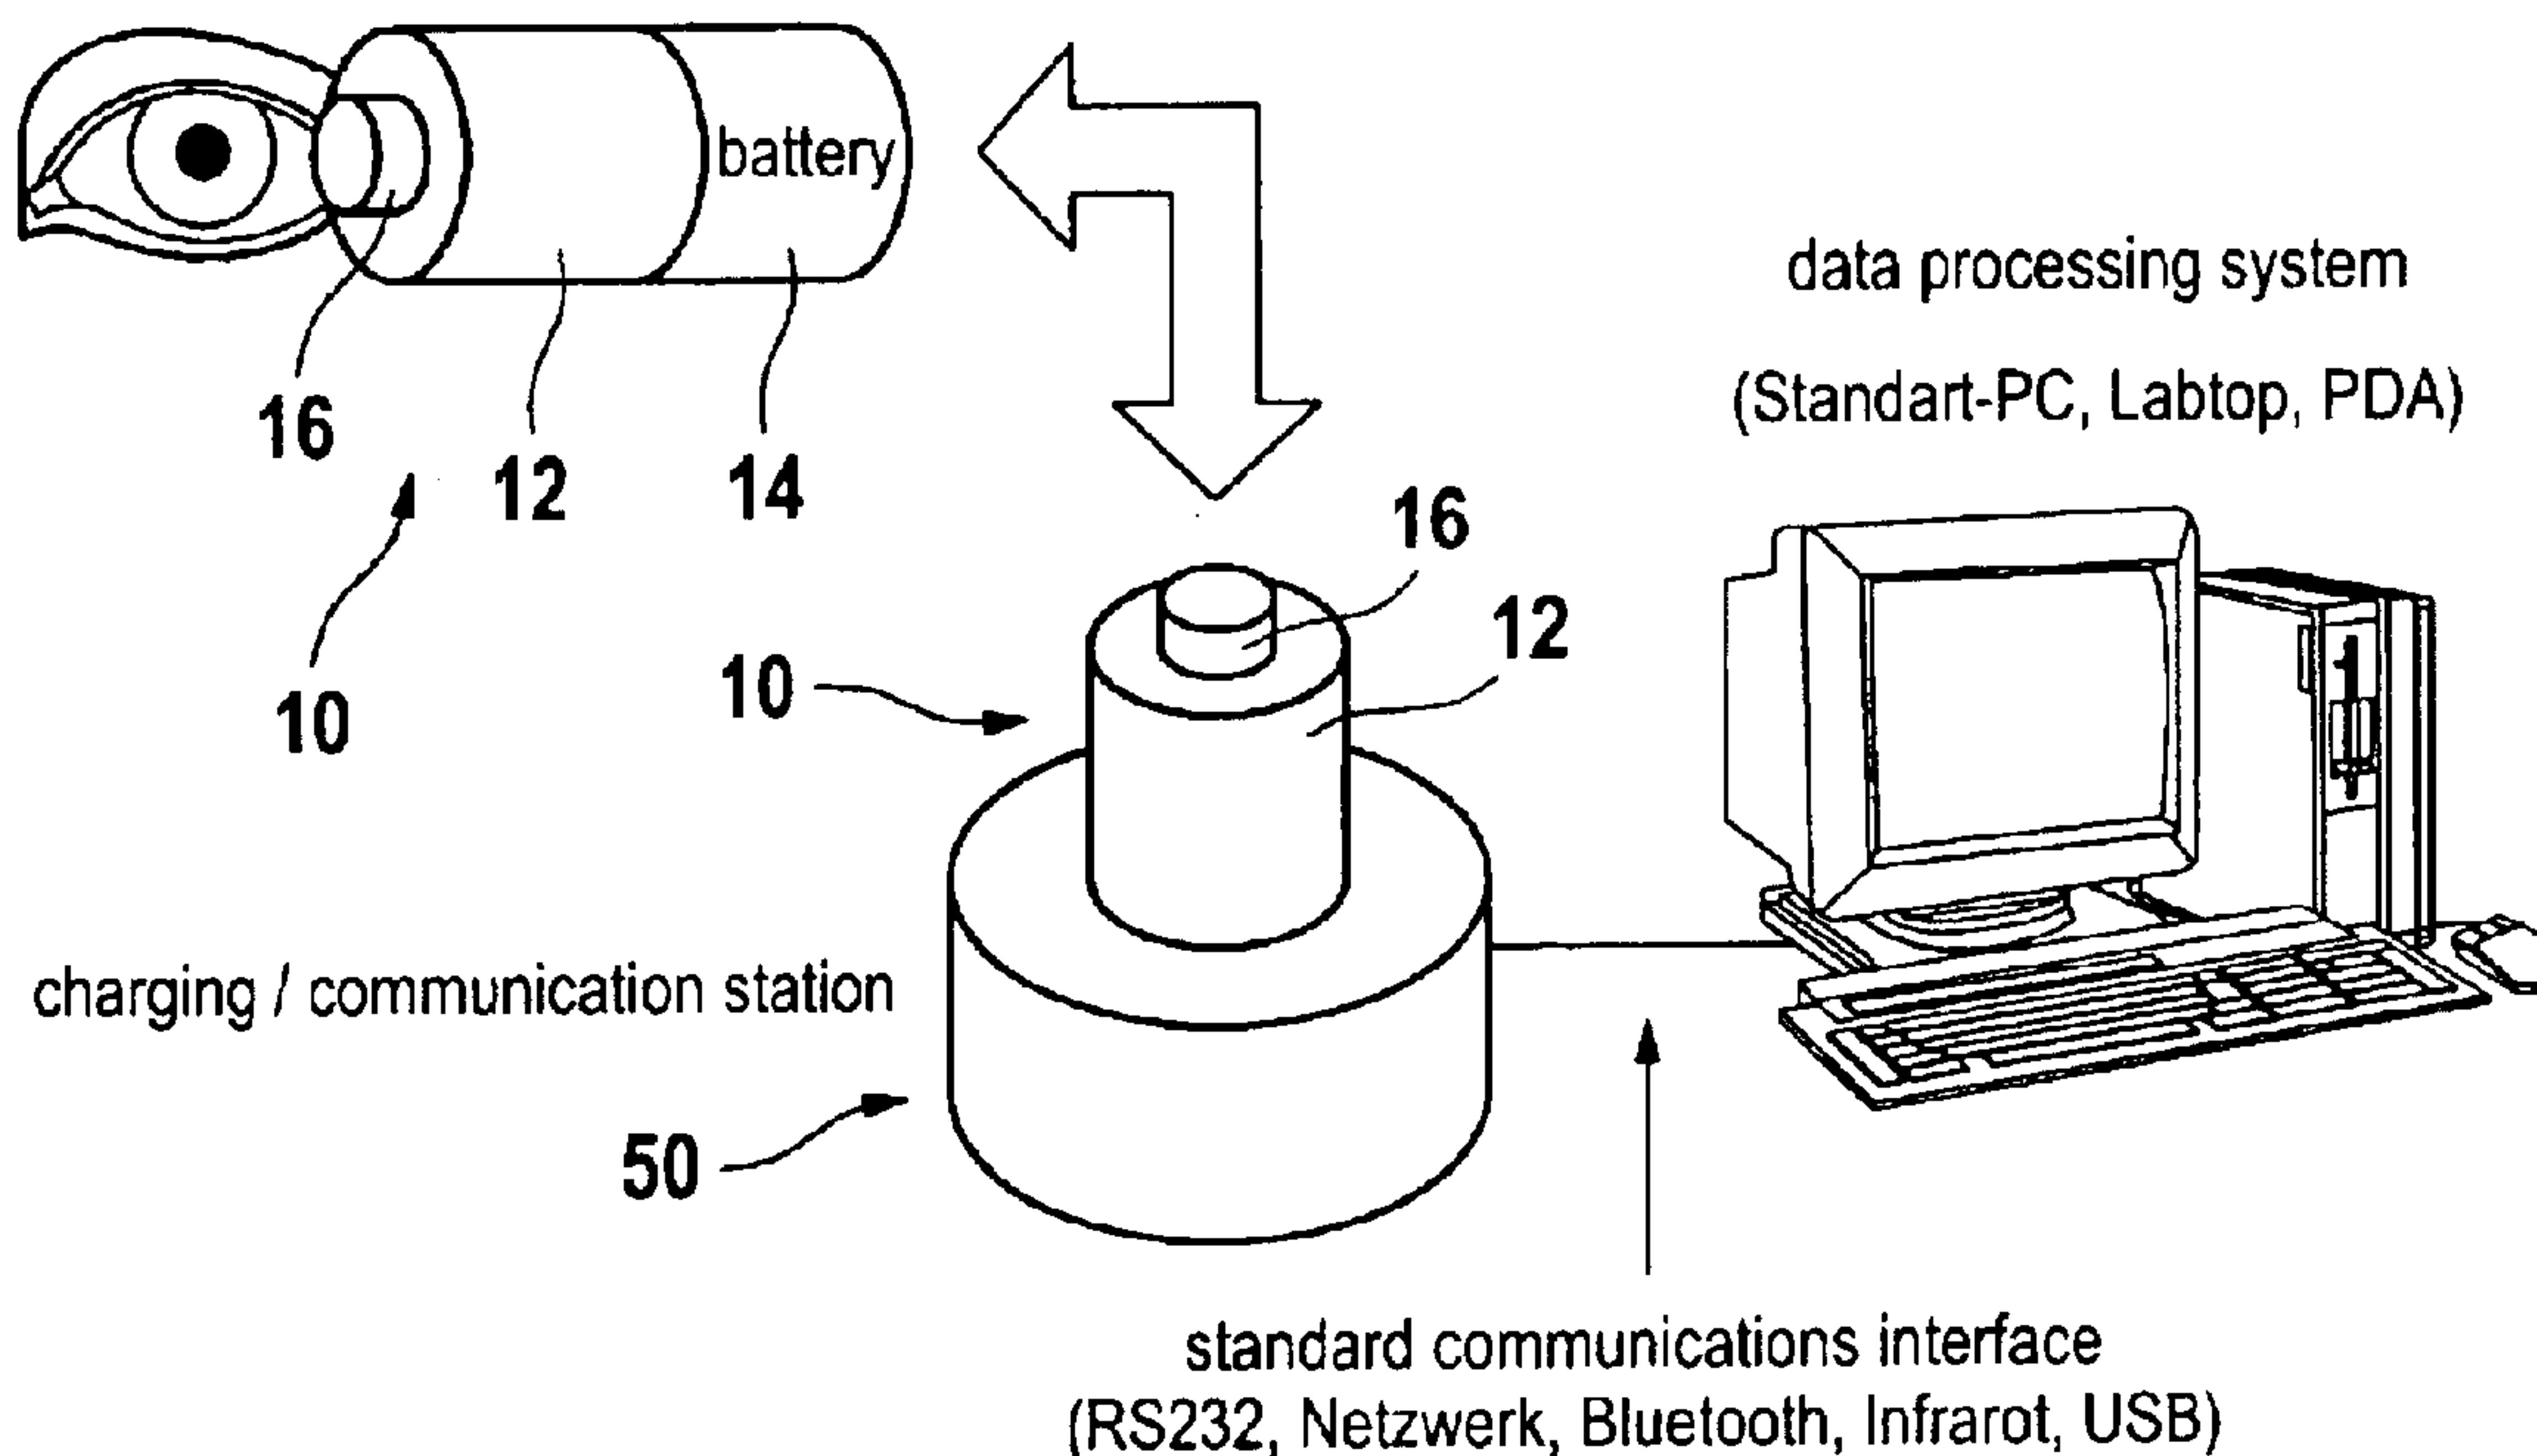 battery
16
12
14
10
data processing system
(Standart-PC, Labtop, PDA)
16
12
10
charging / communication station
50
standard communications interface
(RS232, Netzwerk, Bluetooth, Infrarot, USB)